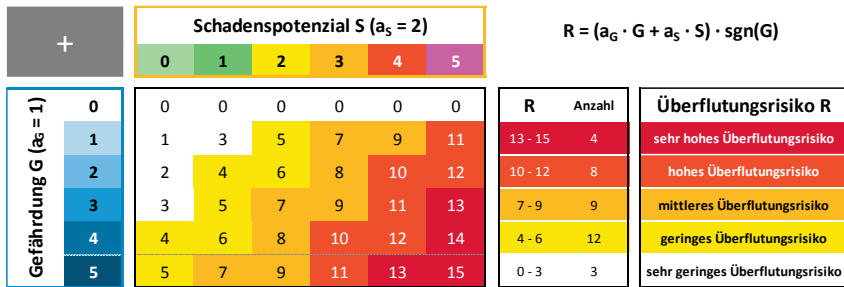 +
Schadenspotenzial S (aS = 2)
0 1 2 3 4 5
R = (aG · G + aS · S) · sgn(G)
Gefährdung G (aG = 1)
0 0 0 0 0 0 0
1 1 3 5 7 9 11
2 2 4 6 8 10 12
3 3 5 7 9 11 13
4 4 6 8 10 12 14
5 5 7 9 11 13 15
R Anzahl Überflutungsrisiko R
13 - 15 4 sehr hohes Überflutungsrisiko
10 - 12 8 hohes Überflutungsrisiko
7 - 9 9 mittleres Überflutungsrisiko
4 - 6 12 geringes Überflutungsrisiko
0 - 3 3 sehr geringes Überflutungsrisiko